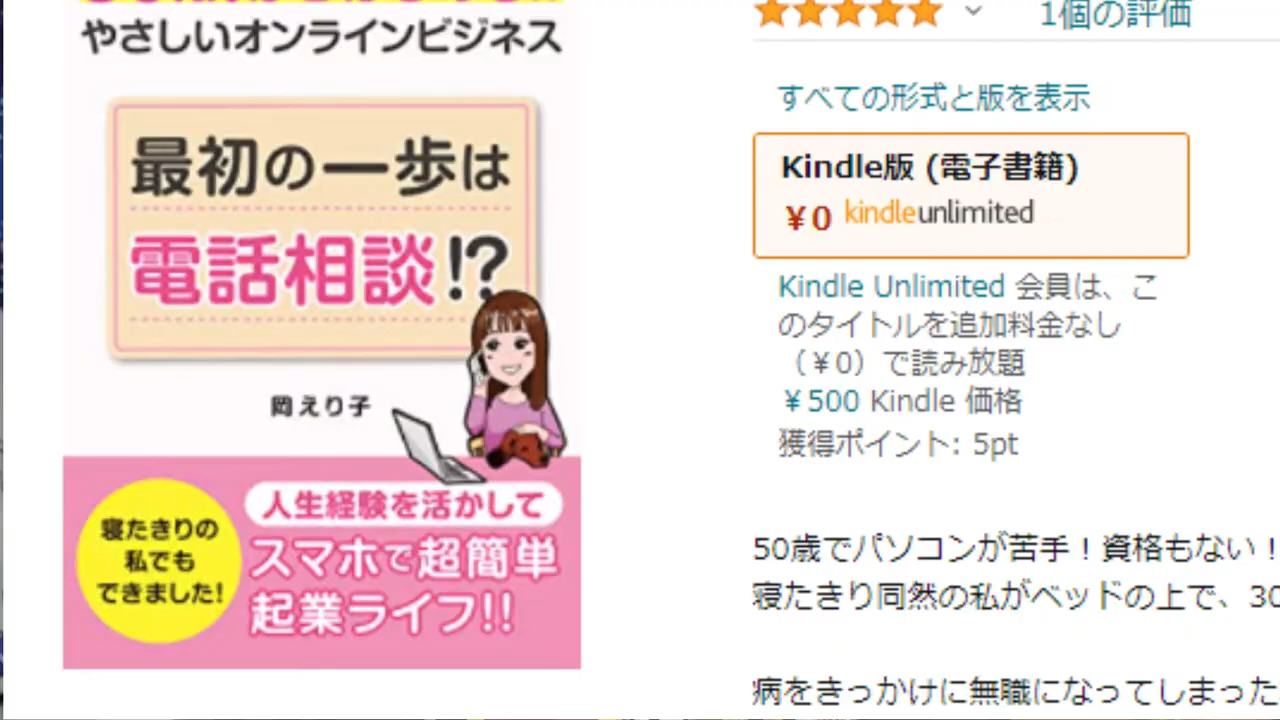 やさしいオンラインビジネス
最初の一歩は
電話相談!?
岡えり子
寝たきりの
私でも
できました!
人生経験を活かして
スマホで超簡単
起業ライフ!!
1個の評価
すべての形式と版を表示
Kindle版 (電子書籍)
￥0 kindleunlimited
Kindle Unlimited 会員は、こ
のタイトルを追加料金なし
（￥0）で読み放題
￥500 Kindle 価格
獲得ポイント: 5pt
50歳でパソコンが苦手！資格もない！
寝たきり同然の私がベッドの上で、30
病をきっかけに無職になってしまった